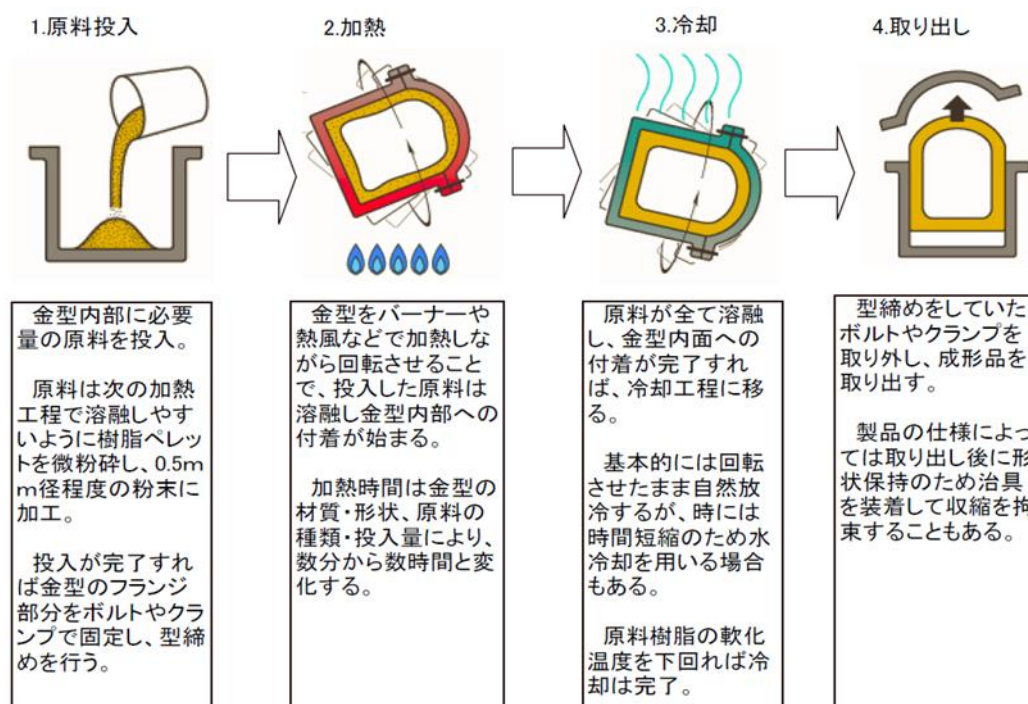 1.原料投入
2.加熱
3.冷却
4.取り出し
金型内部に必要
量の原料を投入。
原料は次の加熱
工程で溶融しやす
いように樹脂ペレッ
トを微粉砕し、0.5m
m径程度の粉末に
加工。
投入が完了すれ
ば金型のフランジ
部分をボルトやクラ
ンプで固定し、型締
めを行う。
金型をバーナーや
熱風などで加熱しな
がら回転させること
で、投入した原料は
溶融し金型内部への
付着が始まる。
加熱時間は金型の
材質・形状、原料の
種類・投入量により、
数分から数時間と変
化する。
原料が全て溶融
し、金型内面への
付着が完了すれ
ば、冷却工程に移
る。
基本的には回転
させたまま自然放
冷するが、時には
時間短縮のため水
冷却を用いる場合
もある。
原料樹脂の軟化
温度を下回れば冷
却は完了。
型締めをしていた
ボルトやクランプを
取り外し、成形品を
取り出す。
製品の仕様によっ
ては取り出し後に形
状保持のため治具
を装着して収縮を拘
束することもある。